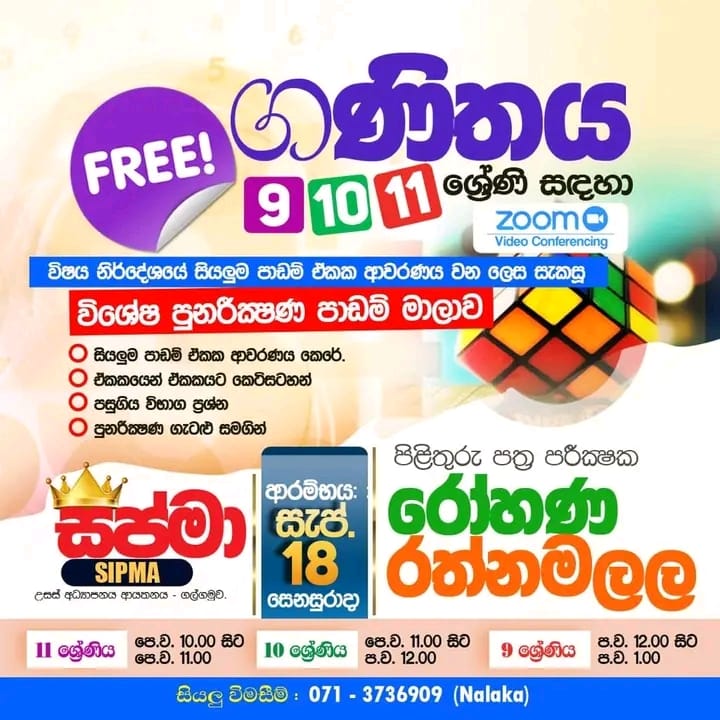 FREE!
ගණිතය
9 10 11 ශ්‍රේණි සඳහා
zoom
Video Conferencing
විෂය නිර්දේශයේ සියලුම පාඩම් ඒකක ආවරණය වන ලෙස සැකසූ
විශේෂ පුනරීක්ෂණ පාඩම් මාලාව
සියලුම පාඩම් ඒකක ආවරණය කෙරේ.
ඒකකයෙන් ඒකකයට කෙටිසටහන්
පසුගිය විභාග ප්‍රශ්න
පුනරීක්ෂණ ගැටළු සමගින්
සප්මා
SIPMA
උසස් අධ්‍යාපනය ආයතනය - ගල්ගමුව.
ආරම්භය:
සැප්.
18
සෙනසුරාදා
පිළිතුරු පත්‍ර පරීක්ෂක
රෝහණ
රත්නමලල
11 ශ්‍රේණිය පෙ.ව. 10.00 සිට
පෙ.ව. 11.00
10 ශ්‍රේණිය පෙ.ව. 11.00 සිට
ප.ව. 12.00
9 ශ්‍රේණිය ප.ව. 12.00 සිට
ප.ව. 1.00
සියලු විමසීම් : 071 - 3736909 (Nalaka)